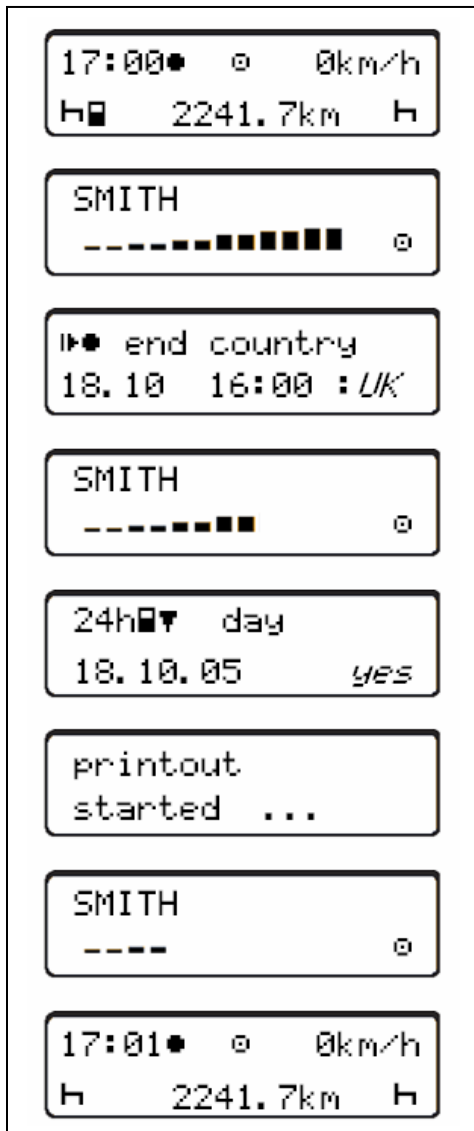 17:00● ⊙ 0km/h
2241.7km
SMITH
⊙
end country
18.10 16:00 :UK
SMITH
⊙
24h▼ day
18.10.05 yes
printout
started ...
SMITH
⊙
17:01● ⊙ 0km/h
2241.7km